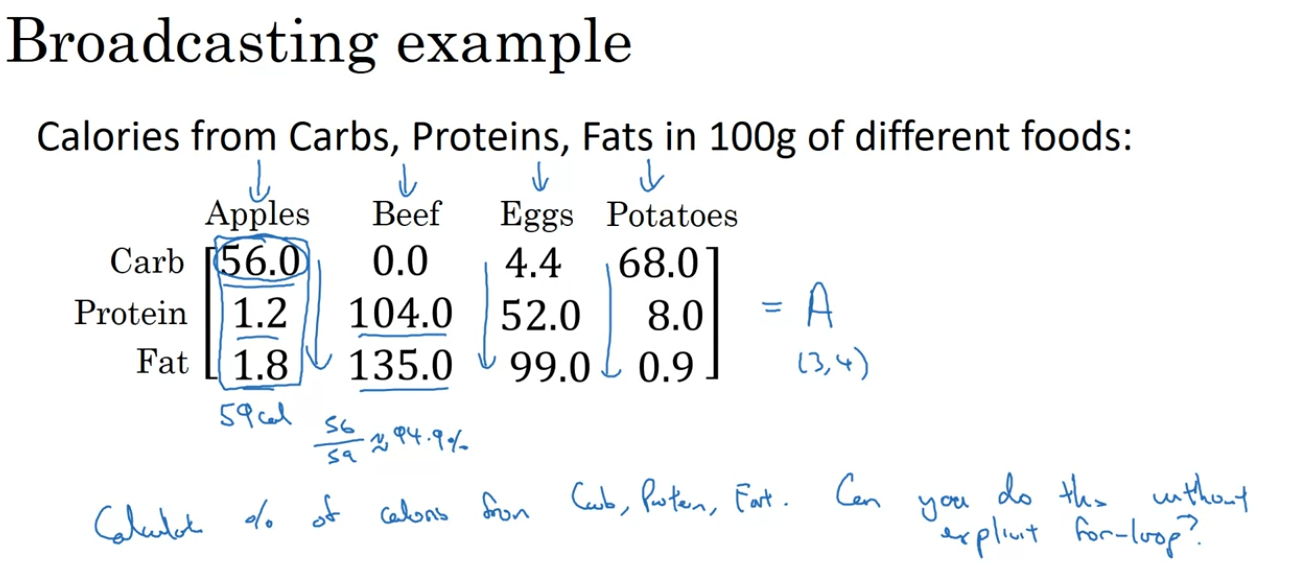 Broadcasting example
Calories from Carbs, Proteins, Fats in 100g of different foods:
Apples Beef Eggs Potatoes
Carb 56.0 0.0 4.4 68.0
Protein 1.2 104.0 52.0 8.0 = A
Fat 1.8 135.0 99.0 0.9 (3,4)
59 cal
56/59 ≈ 94.9%
Calculate % of calories from Carb, Protein, Fat. Can you do this without
explicit for-loop?